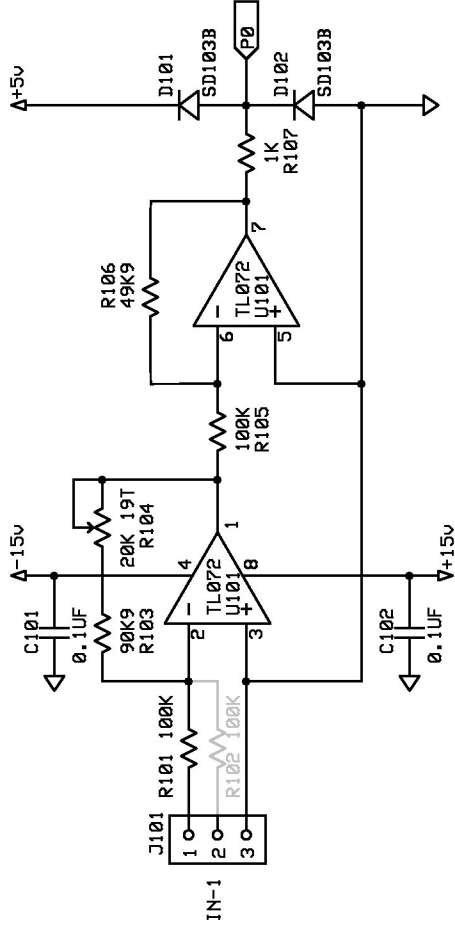 IN-1
J101
1
2
3
R101 100K
R102 100K
C101
0.1UF
-15v
90K9
R103
20K 19T
R104
2
3
4
8
1
-
+
TL072
U101
C102
0.1UF
+15v
100K
R105
R106
49K9
6
5
7
-
+
TL072
U101
1K
R107
+5v
D101
SD103B
P0
D102
SD103B